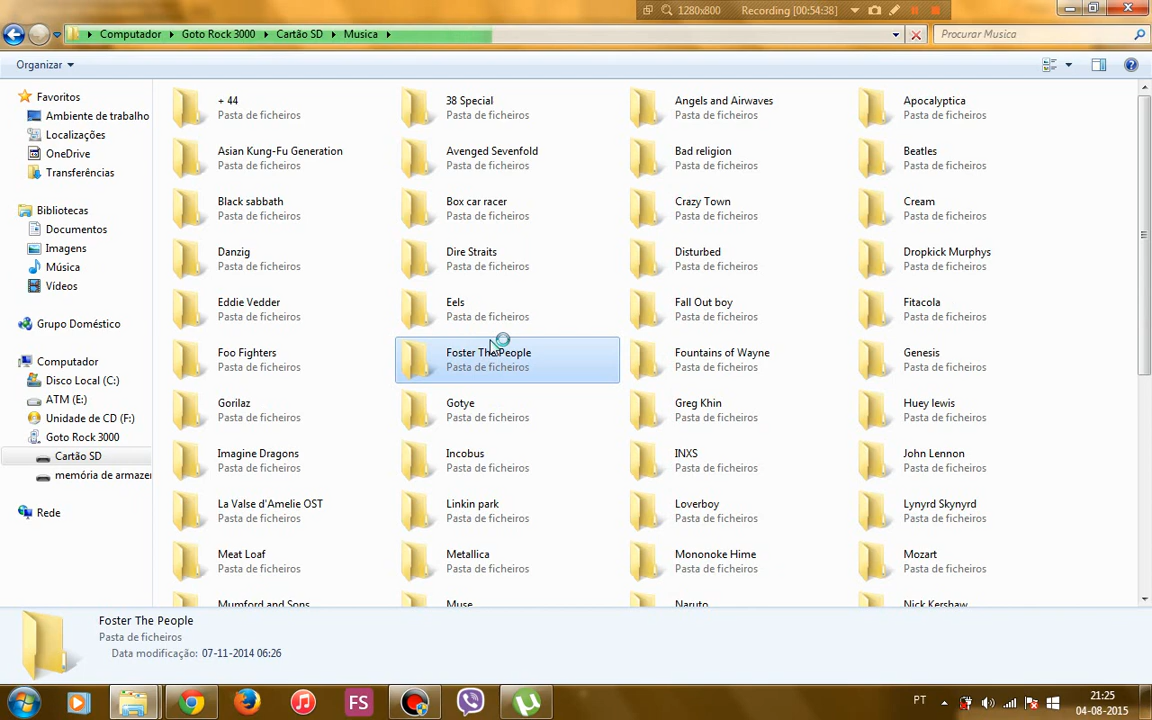 1280x800 Recording [00:54:38]
Computador Goto Rock 3000 Cartão SD Musica
Procurar Musica
Organizar
Favoritos
Ambiente de trabalho
Localizações
OneDrive
Transferências
Bibliotecas
Documentos
Imagens
Música
Vídeos
Grupo Doméstico
Computador
Disco Local (C:)
ATM (E:)
Unidade de CD (F:)
Goto Rock 3000
Cartão SD
memória de armaze
Rede
+ 44 38 Special Angels and Airwaves Apocalyptica
Pasta de ficheiros Pasta de ficheiros Pasta de ficheiros Pasta de ficheiros
Asian Kung-Fu Generation Avenged Sevenfold Bad religion Beatles
Pasta de ficheiros Pasta de ficheiros Pasta de ficheiros Pasta de ficheiros
Black sabbath Box car racer Crazy Town Cream
Pasta de ficheiros Pasta de ficheiros Pasta de ficheiros Pasta de ficheiros
Danzig Dire Straits Disturbed Dropkick Murphys
Pasta de ficheiros Pasta de ficheiros Pasta de ficheiros Pasta de ficheiros
Eddie Vedder Eels Fall Out boy Fitacola
Pasta de ficheiros Pasta de ficheiros Pasta de ficheiros Pasta de ficheiros
Foo Fighters Foster The People Fountains of Wayne Genesis
Pasta de ficheiros Pasta de ficheiros Pasta de ficheiros Pasta de ficheiros
Gorilaz Gotye Greg Khin Huey lewis
Pasta de ficheiros Pasta de ficheiros Pasta de ficheiros Pasta de ficheiros
Imagine Dragons Incobus INXS John Lennon
Pasta de ficheiros Pasta de ficheiros Pasta de ficheiros Pasta de ficheiros
La Valse d'Amelie OST Linkin park Loverboy Lynyrd Skynyrd
Pasta de ficheiros Pasta de ficheiros Pasta de ficheiros Pasta de ficheiros
Meat Loaf Metallica Mononoke Hime Mozart
Pasta de ficheiros Pasta de ficheiros Pasta de ficheiros Pasta de ficheiros
Mumford and Sons Muse Naruto Nick Kershaw
Foster The People
Pasta de ficheiros
Data modificação: 07-11-2014 06:26
FS
PT
21:25
04-08-2015